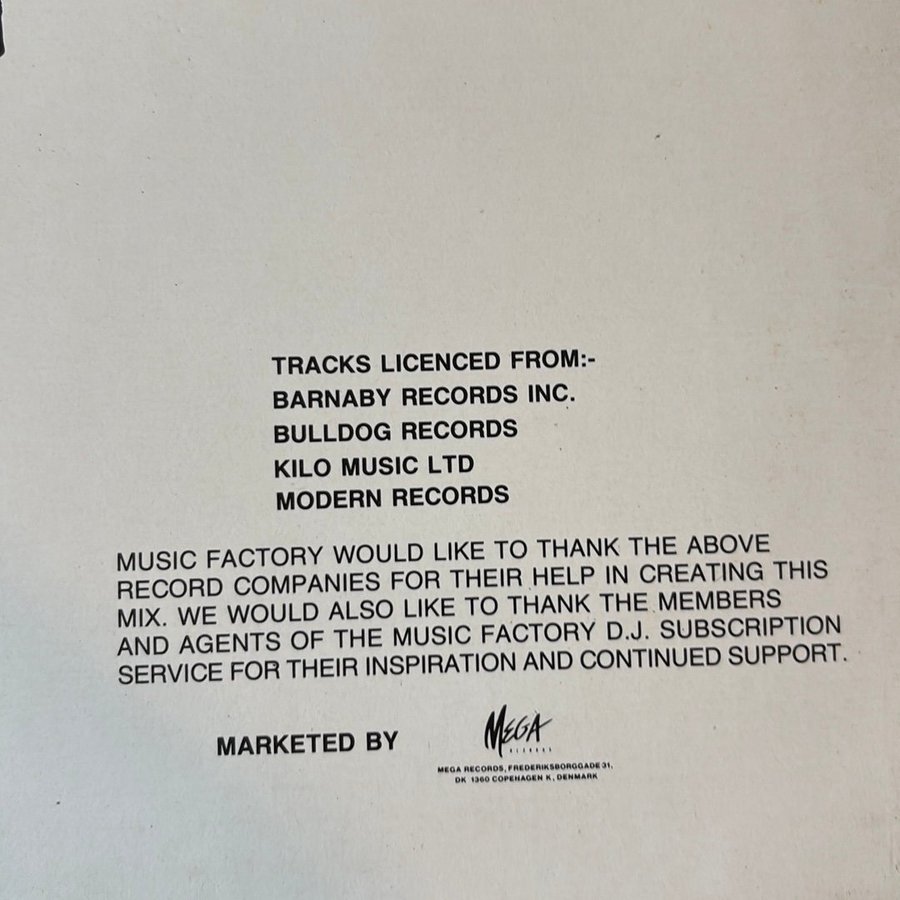 TRACKS LICENCED FROM:-
BARNABY RECORDS INC.
BULLDOG RECORDS
KILO MUSIC LTD
MODERN RECORDS
MUSIC FACTORY WOULD LIKE TO THANK THE ABOVE
RECORD COMPANIES FOR THEIR HELP IN CREATING THIS
MIX. WE WOULD ALSO LIKE TO THANK THE MEMBERS
AND AGENTS OF THE MUSIC FACTORY D.J. SUBSCRIPTION
SERVICE FOR THEIR INSPIRATION AND CONTINUED SUPPORT.
MARKETED BY
MEGA
RECORDS
MEGA RECORDS, FREDERIKSBORGGADE 31,
DK 1360 COPENHAGEN K, DENMARK